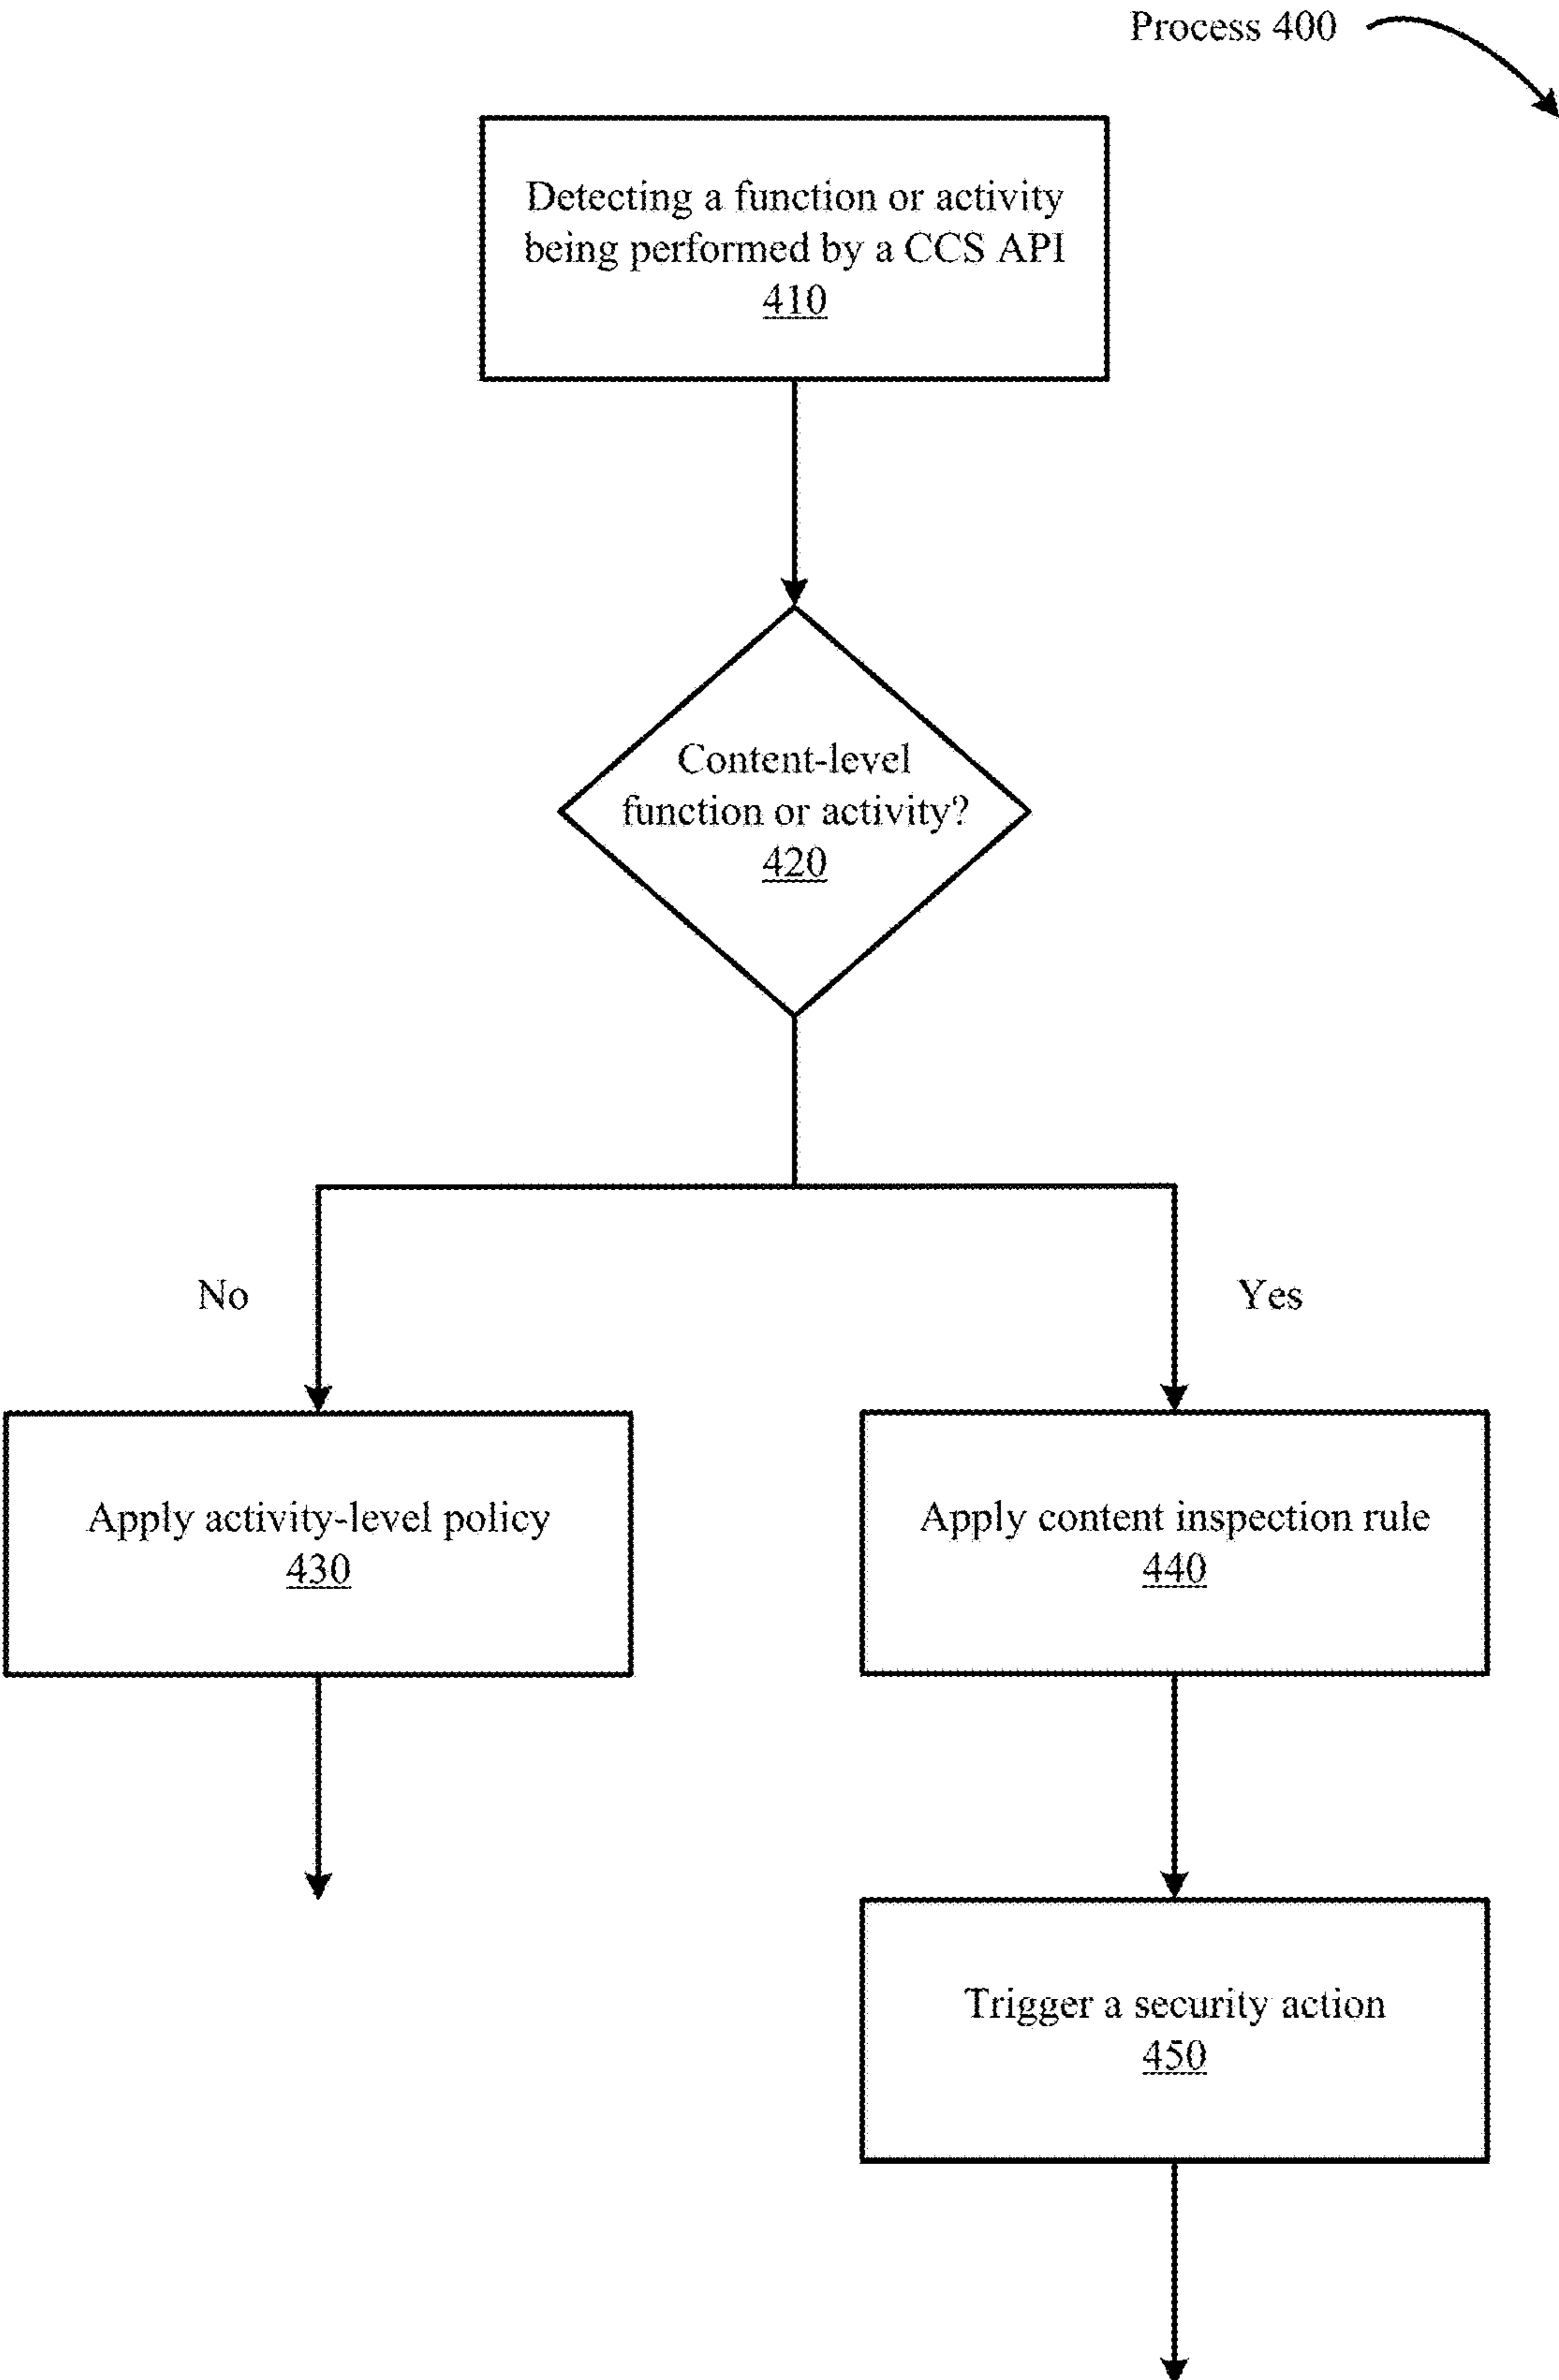 Process 400
Detecting a function or activity
being performed by a CCS API
410
Content-level
function or activity?
420
No
Yes
Apply activity-level policy
430
Apply content inspection rule
440
Trigger a security action
450